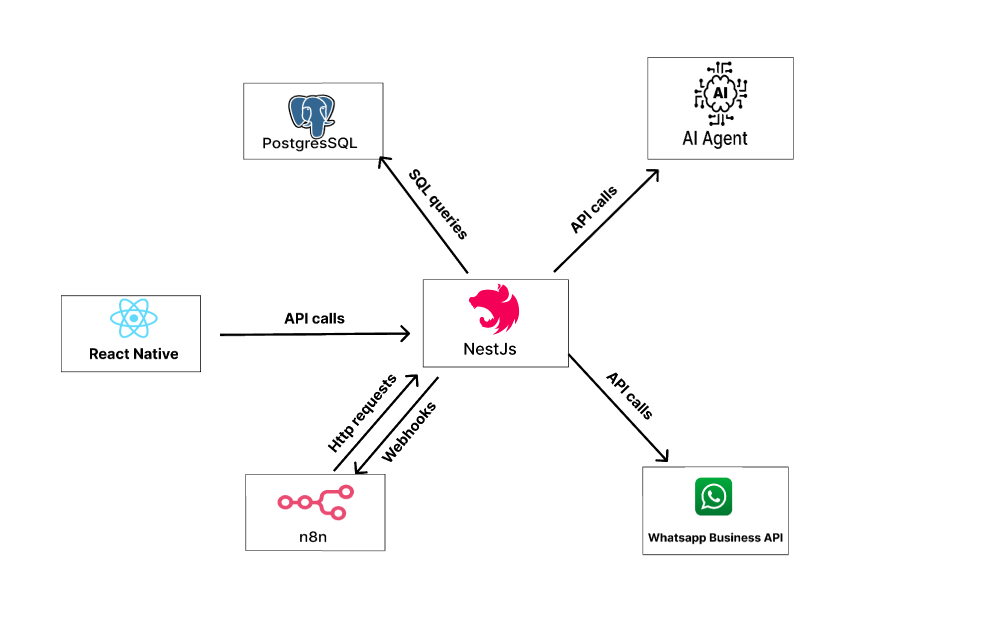 AI
PostgresSQL
AI Agent
SQL queries
API calls
API calls
React Native
NestJs
Http requests
Webhooks
API calls
n8n
Whatsapp Business API